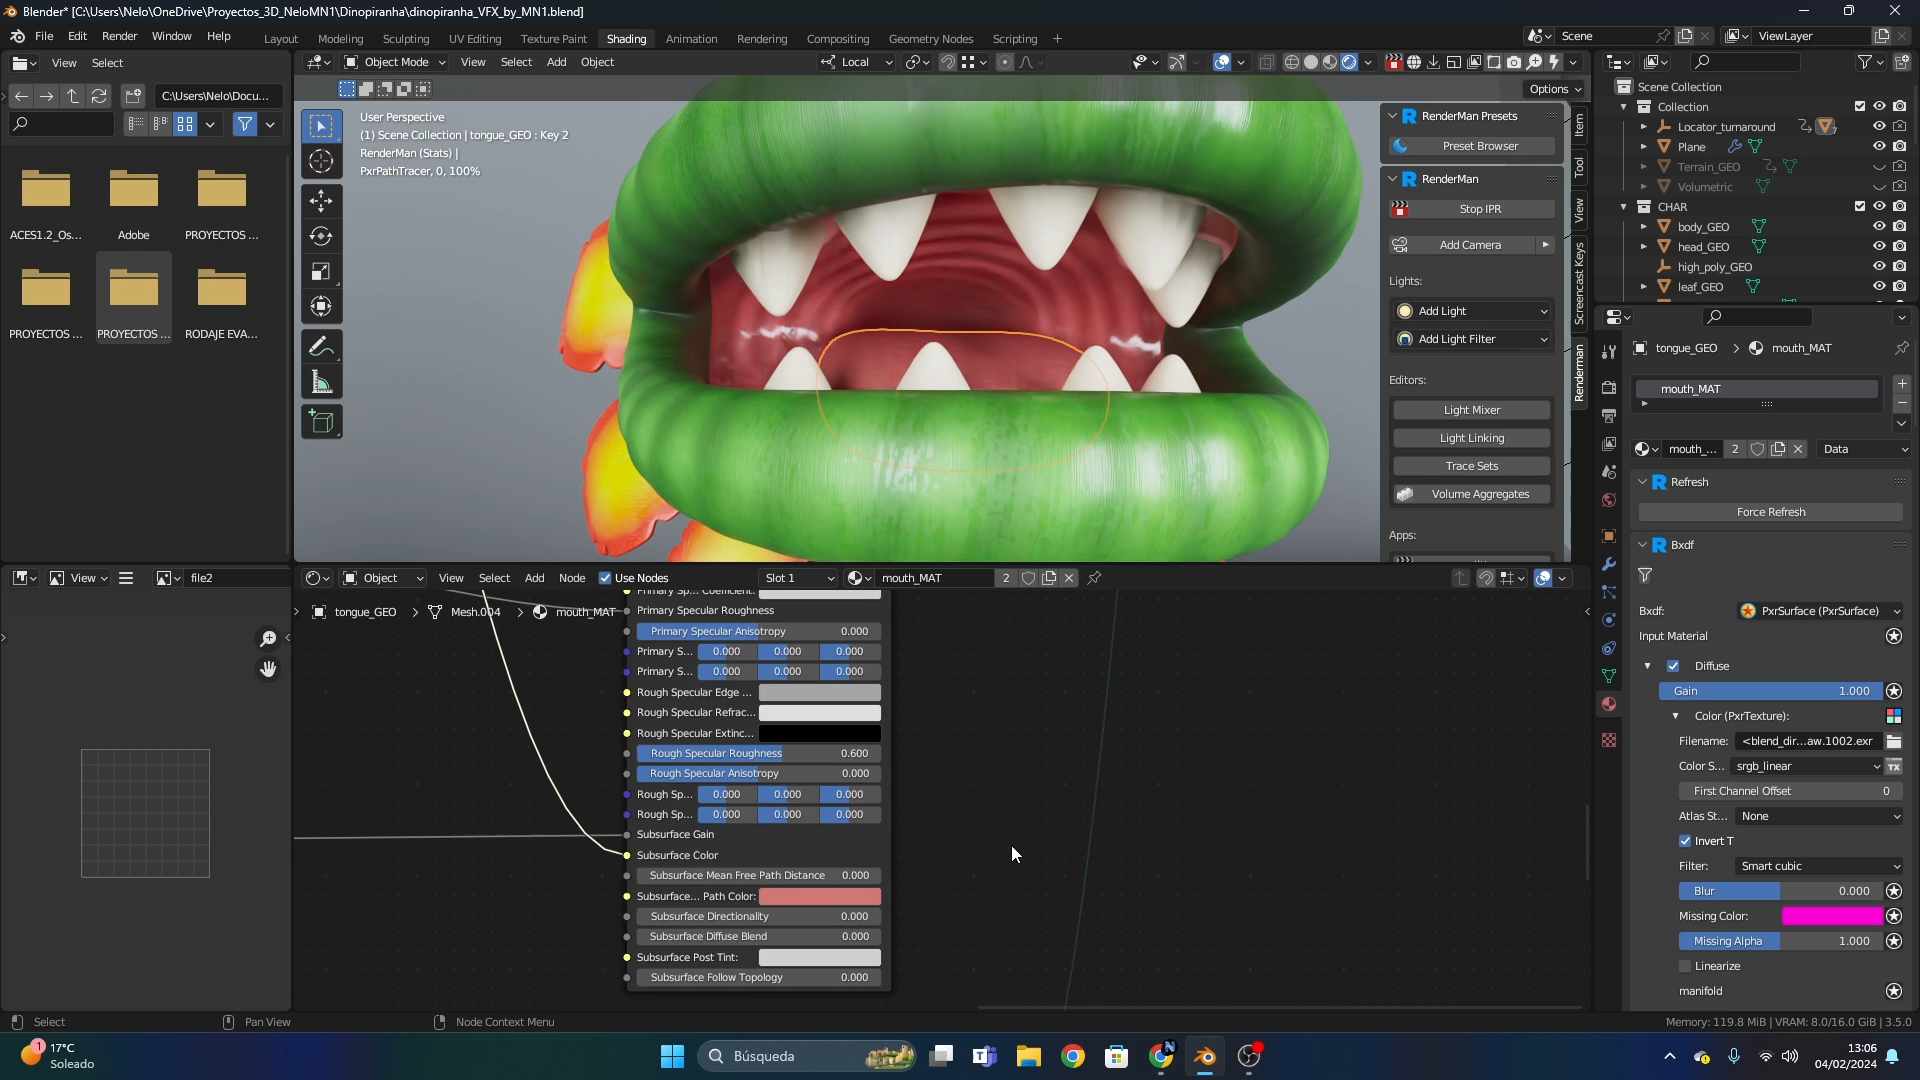 Blender* [C:\Users\Nelo\OneDrive\Proyectos_3D_NeloMN1\Dinopiranha\dinopiranha_VFX_by_MN1.blend]
File Edit Render Window Help Layout Modeling Sculpting UV Editing Texture Paint Shading Animation Rendering Compositing Geometry Nodes Scripting + Scene ViewLayer
View Select
C:\Users\Nelo\Docu...
ACES1.2_Os... Adobe PROYECTOS ...
PROYECTOS ... PROYECTOS ... RODAJE EVA...
Object Mode View Select Add Object Local
Options
User Perspective
(1) Scene Collection | tongue_GEO : Key 2
RenderMan (Stats) |
PxrPathTracer, 0, 100%
RenderMan Presets
Preset Browser
RenderMan
Stop IPR
Add Camera
Lights:
Add Light
Add Light Filter
Editors:
Light Mixer
Light Linking
Trace Sets
Volume Aggregates
Apps:
Item
Tool
View
Screencast Keys
Renderman
Scene Collection
Collection
Locator_turnaround
Plane
Terrain_GEO
Volumetric
CHAR
body_GEO
head_GEO
high_poly_GEO
leaf_GEO
tongue_GEO > mouth_MAT
mouth_MAT
mouth_... 2 Data
Refresh
Force Refresh
Bxdf
Bxdf: PxrSurface (PxrSurface)
Input Material
Diffuse
Gain 1.000
Color (PxrTexture):
Filename: <blend_dir...aw.1002.exr
Color S... srgb_linear
First Channel Offset 0
Atlas St... None
Invert T
Filter: Smart cubic
Blur 0.000
Missing Color:
Missing Alpha 1.000
Linearize
manifold
View file2
Object View Select Add Node Use Nodes Slot 1 mouth_MAT 2
tongue_GEO > Mesh.004 > mouth_MAT
Primary Specular Roughness
Primary Specular Anisotropy 0.000
Primary S... 0.000 0.000 0.000
Primary S... 0.000 0.000 0.000
Rough Specular Edge ...
Rough Specular Refrac...
Rough Specular Extinc...
Rough Specular Roughness 0.600
Rough Specular Anisotropy 0.000
Rough Sp... 0.000 0.000 0.000
Rough Sp... 0.000 0.000 0.000
Subsurface Gain
Subsurface Color
Subsurface Mean Free Path Distance 0.000
Subsurface... Path Color:
Subsurface Directionality 0.000
Subsurface Diffuse Blend 0.000
Subsurface Post Tint:
Subsurface Follow Topology 0.000
Select Pan View Node Context Menu Memory: 119.8 MiB | VRAM: 8.0/16.0 GiB | 3.5.0
1
17°C
Soleado
Búsqueda
N
13:06
04/02/2024